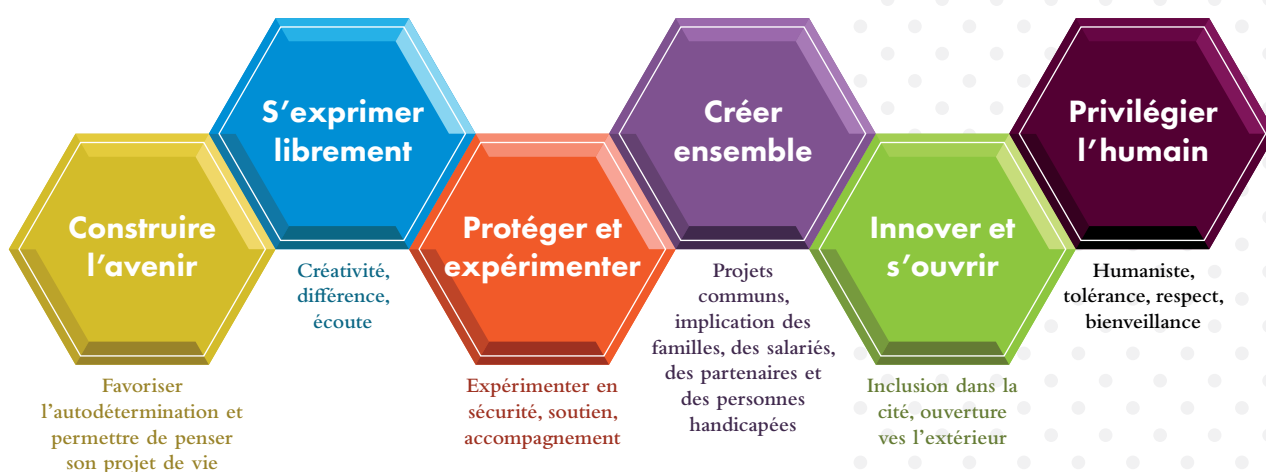 Construire
l’avenir
Favoriser
l’autodétermination et
permettre de penser
son projet de vie
S’exprimer
librement
Créativité,
différence,
écoute
Protéger et
expérimenter
Expérimenter en
sécurité, soutien,
accompagnement
Créer
ensemble
Projets
communs,
implication des
familles, des salariés,
des partenaires et
des personnes
handicapées
Innover et
s’ouvrir
Inclusion dans la
cité, ouverture
ves l’extérieur
Privilégier
l’humain
Humaniste,
tolérance, respect,
bienveillance